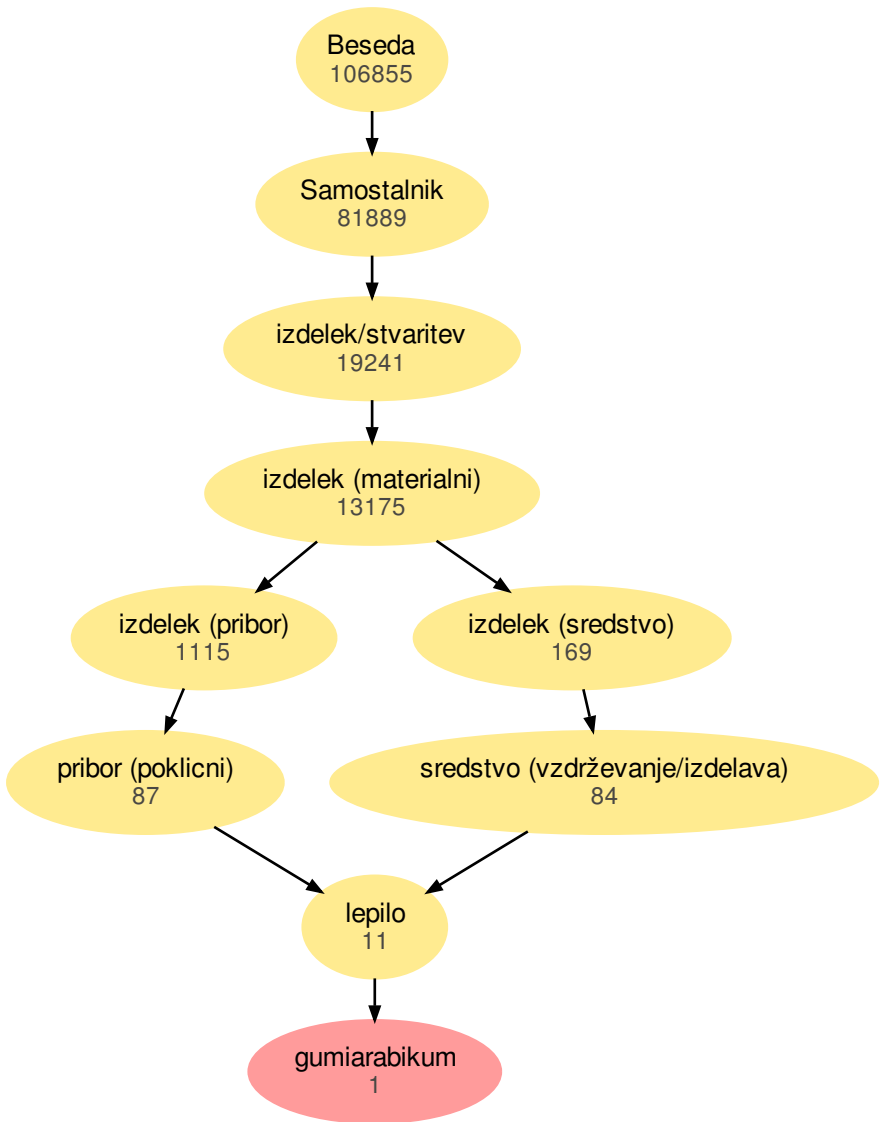 Beseda
106855
Samostalnik
81889
izdelek/stvaritev
19241
izdelek (materialni)
13175
izdelek (pribor)
1115
izdelek (sredstvo)
169
pribor (poklicni)
87
sredstvo (vzdrževanje/izdelava)
84
lepilo
11
gumiarabikum
1